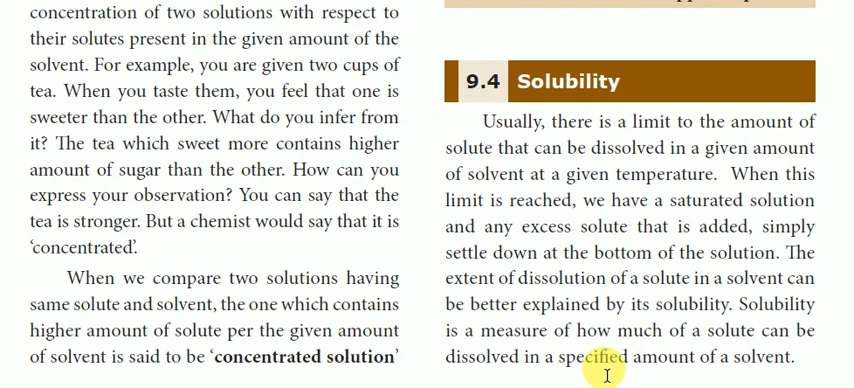 concentration of two solutions with respect to
their solutes present in the given amount of the
solvent. For example, you are given two cups of
tea. When you taste them, you feel that one is
sweeter than the other. What do you infer from
it? The tea which sweet more contains higher
amount of sugar than the other. How can you
express your observation? You can say that the
tea is stronger. But a chemist would say that it is
‘concentrated’.
When we compare two solutions having
same solute and solvent, the one which contains
higher amount of solute per the given amount
of solvent is said to be ‘concentrated solution’
9.4 Solubility
Usually, there is a limit to the amount of
solute that can be dissolved in a given amount
of solvent at a given temperature. When this
limit is reached, we have a saturated solution
and any excess solute that is added, simply
settle down at the bottom of the solution. The
extent of dissolution of a solute in a solvent can
be better explained by its solubility. Solubility
is a measure of how much of a solute can be
dissolved in a specified amount of a solvent.